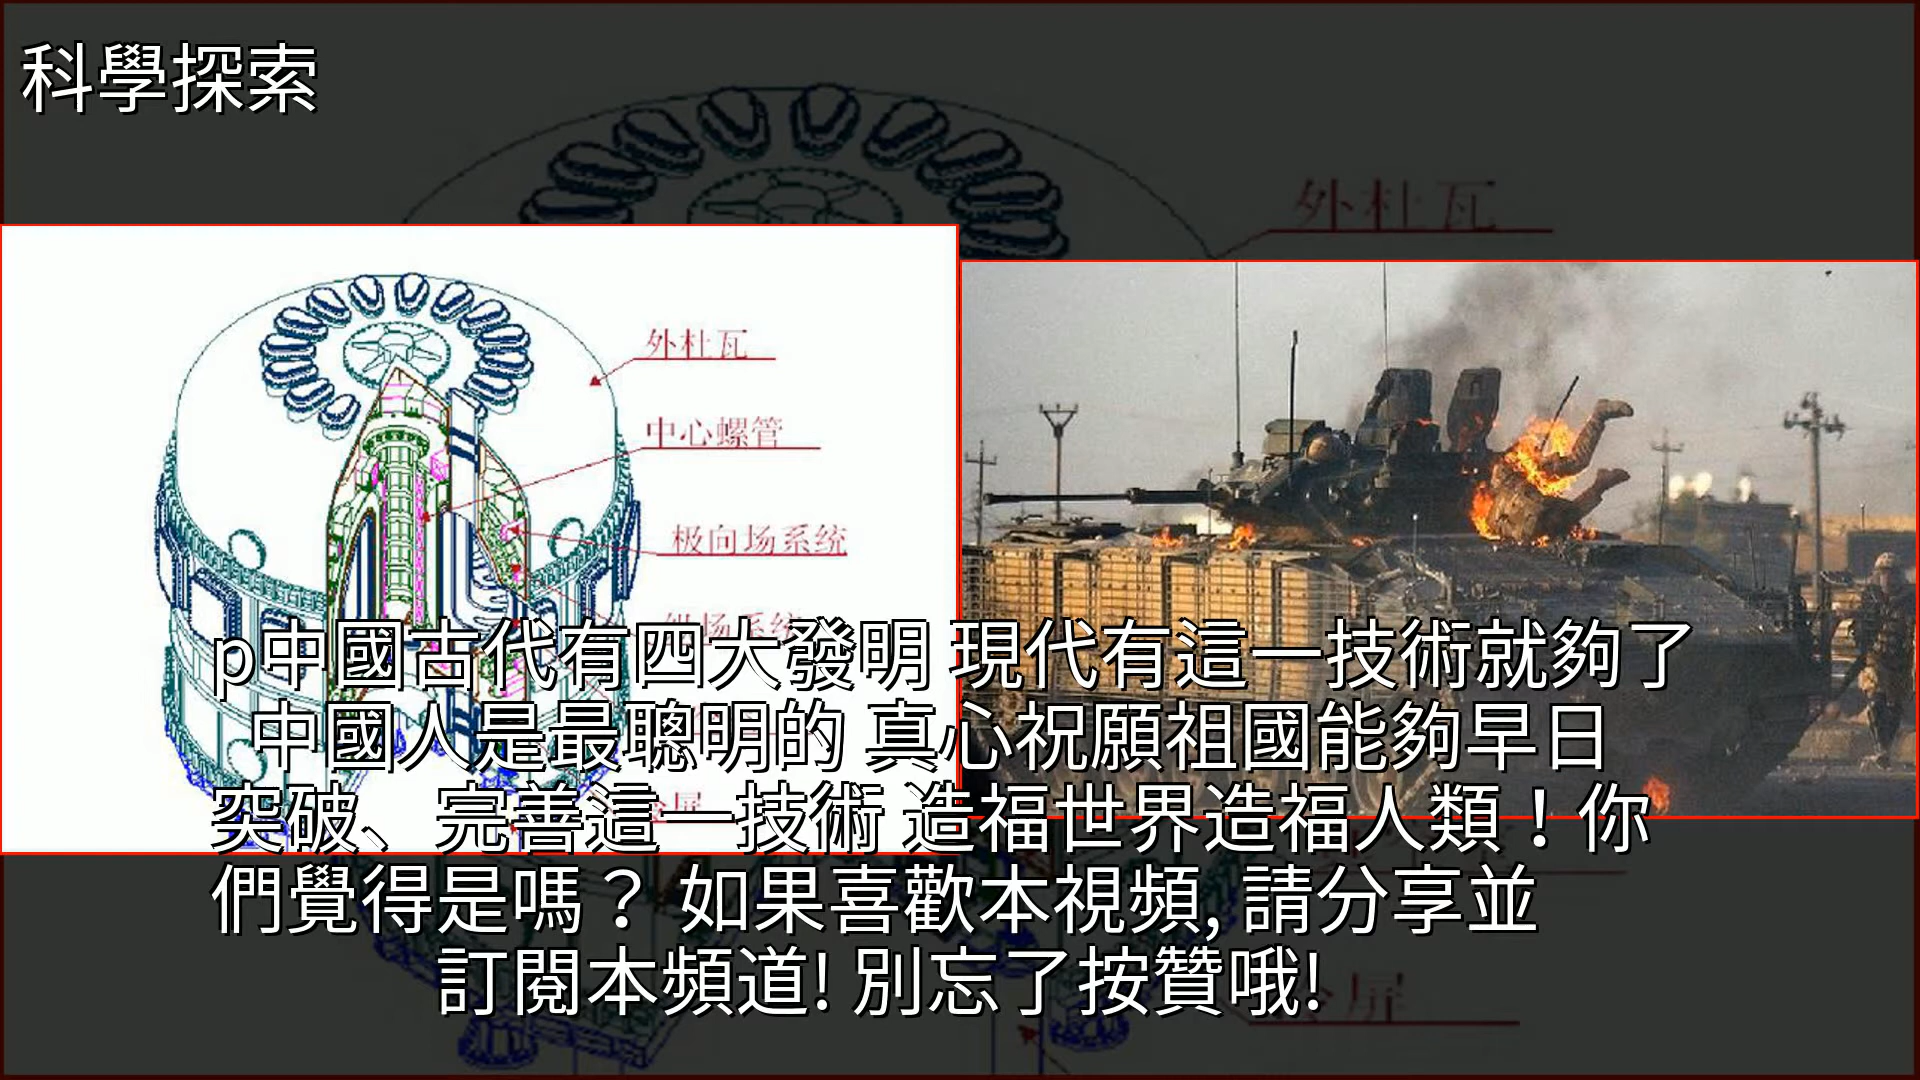 科學探索
外杜瓦
外杜瓦
中心螺管
极向场系统
p中國古代有四大發明 現代有這一技術就夠了
中國人是最聰明的 真心祝願祖國能夠早日
突破、完善這一技術 造福世界造福人類！你
們覺得是嗎？ 如果喜歡本視頻, 請分享並
訂閱本頻道! 別忘了按贊哦!